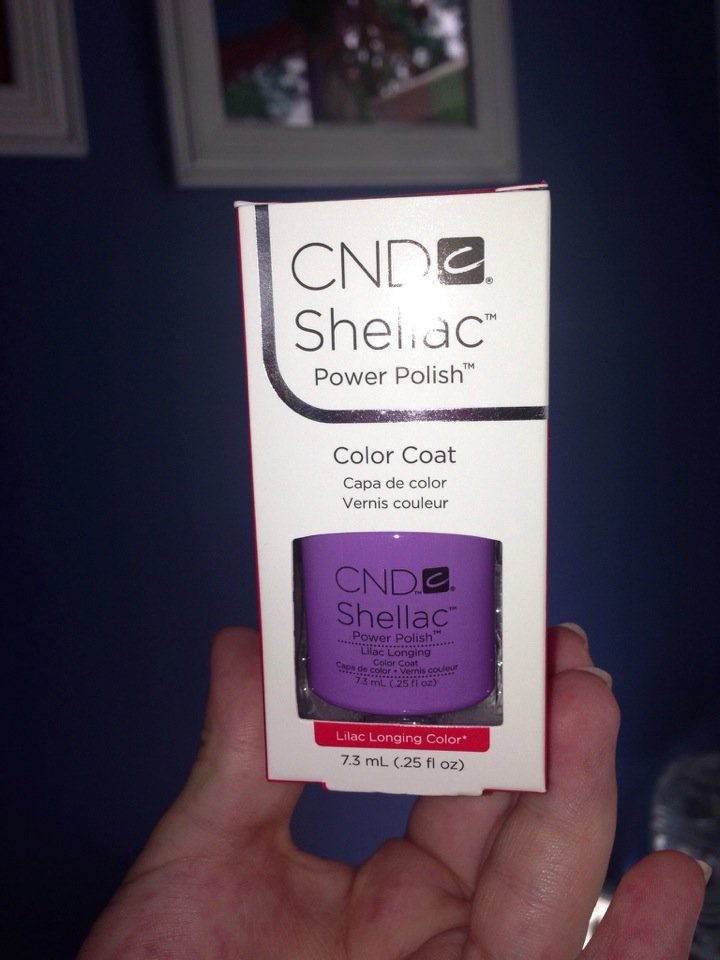 CND®
Shellac™
Power Polish™
Color Coat
Capa de color
Vernis couleur
CND™®
Shellac™
Power Polish™
Lilac Longing
Color Coat
Capa de color • Vernis couleur
7.3 mL (.25 fl oz)
Lilac Longing Color*
7.3 mL (.25 fl oz)